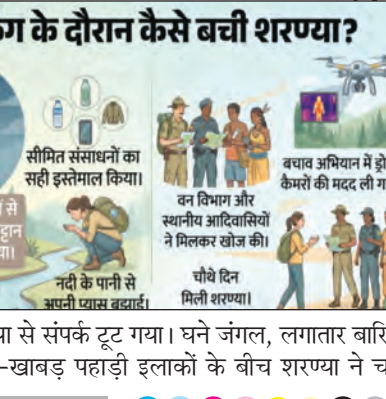 ग के दौरान कैसे बची शरण्या?
सीमित संसाधनों का
सही इस्तेमाल किया।
नदी के पानी से
अपनी प्यास बुझाई।
वन विभाग और
स्थानीय आदिवासियों
ने मिलकर खोज की।
चौथे दिन
मिली शरण्या।
बचाव अभियान में ड्रो
कैमरों की मदद ली ग
से संपर्क टूट गया। घने जंगल, लगातार बारि
-खाबड़ पहाड़ी इलाकों के बीच शरण्या ने च